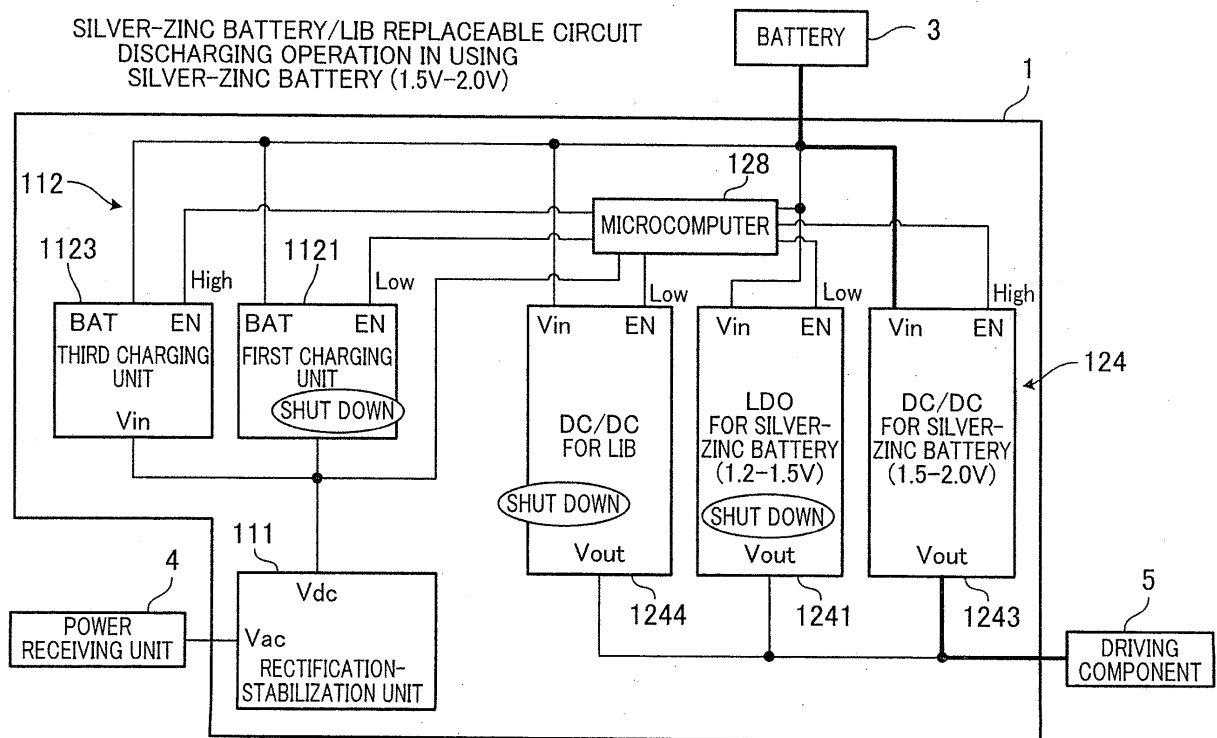 SILVER-ZINC BATTERY/LIB REPLACEABLE CIRCUIT
DISCHARGING OPERATION IN USING
SILVER-ZINC BATTERY (1.5V-2.0V)
BATTERY
3
1
112
128
MICROCOMPUTER
1123
High
BAT EN
THIRD CHARGING
UNIT
Vin
1121
Low
BAT EN
FIRST CHARGING
UNIT
SHUT DOWN
Low
Vin EN
DC/DC
FOR LIB
SHUT DOWN
Vout
1244
Low
Vin EN
LDO
FOR SILVER-
ZINC BATTERY
(1.2-1.5V)
SHUT DOWN
Vout
1241
High
Vin EN
DC/DC
FOR SILVER-
ZINC BATTERY
(1.5-2.0V)
Vout
1243
124
111
Vdc
Vac
RECTIFICATION-
STABILIZATION UNIT
4
POWER
RECEIVING UNIT
5
DRIVING
COMPONENT